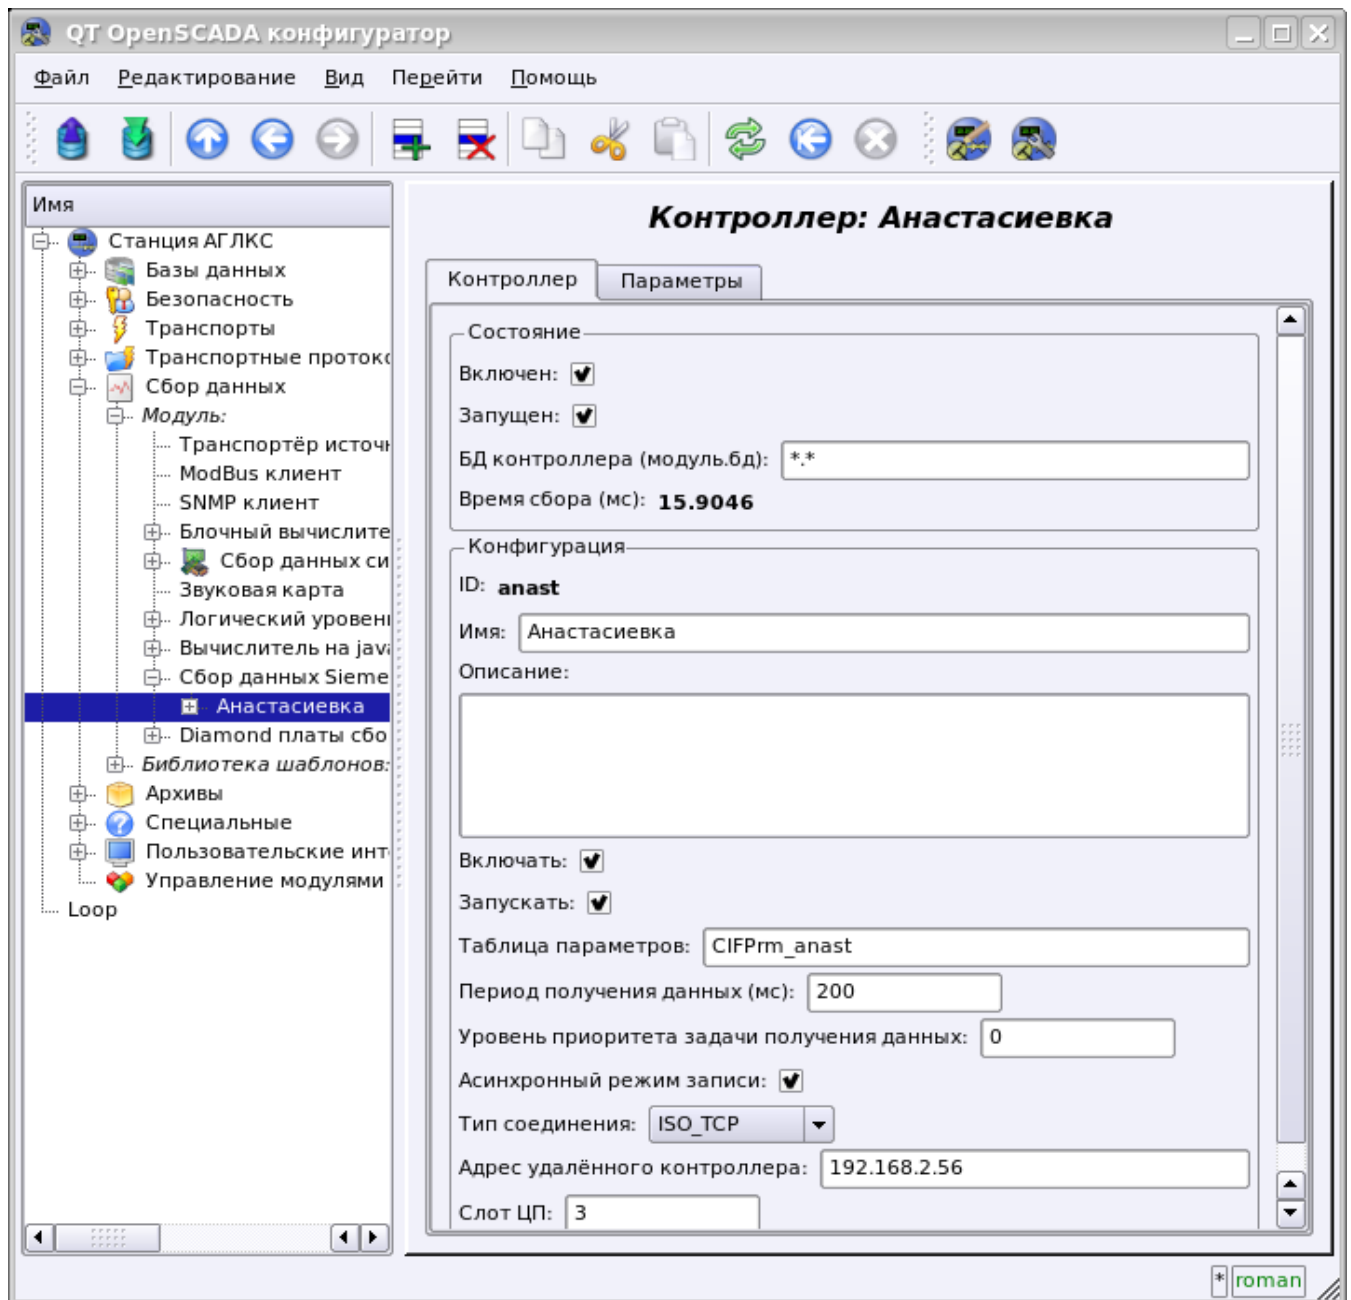 QT OpenSCADA конфигуратор
Файл Редактирование Вид Перейти Помощь
Имя
Станция АГЛКС
Базы данных
Безопасность
Транспорты
Транспортные проток
Сбор данных
Модуль:
Транспортёр источ
ModBus клиент
SNMP клиент
Блочный вычислите
Сбор данных си
Звуковая карта
Логический уровен
Вычислитель на java
Сбор данных Sieme
Анастасиевка
Diamond платы сбо
Библиотека шаблонов:
Архивы
Специальные
Пользовательские инт
Управление модулями
Loop
Контроллер: Анастасиевка
Контроллер Параметры
Состояние
Включен:
Запущен:
БД контроллера (модуль.бд): *.*
Время сбора (мс): 15.9046
Конфигурация
ID: anast
Имя: Анастасиевка
Описание:
Включать:
Запускать:
Таблица параметров: CIFPrm_anast
Период получения данных (мс): 200
Уровень приоритета задачи получения данных: 0
Асинхронный режим записи:
Тип соединения: ISO_TCP
Адрес удалённого контроллера: 192.168.2.56
Слот ЦП: 3
* roman